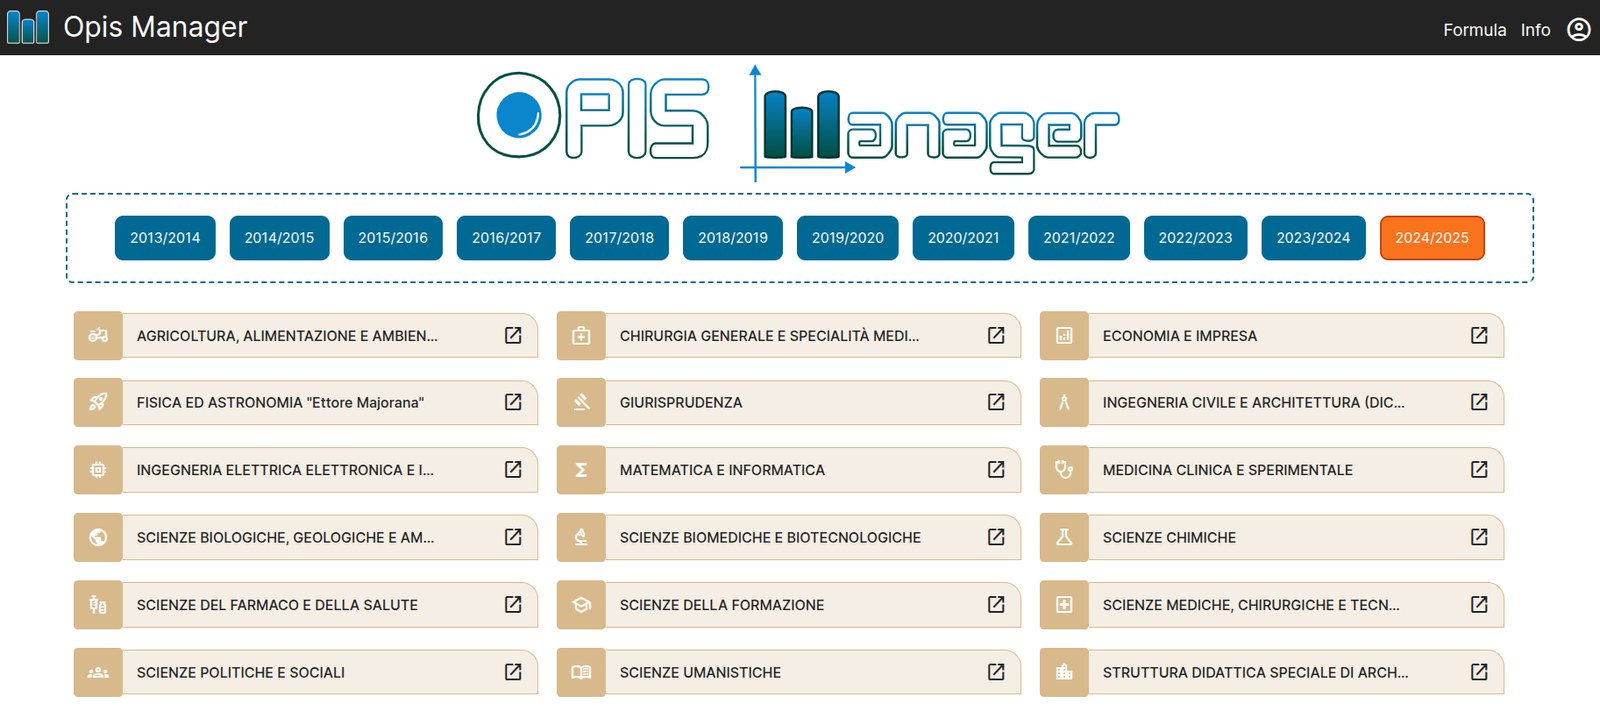 Opis Manager
Formula Info
OPIS Manager
2013/2014 2014/2015 2015/2016 2016/2017 2017/2018 2018/2019 2019/2020 2020/2021 2021/2022 2022/2023 2023/2024 2024/2025
AGRICOLTURA, ALIMENTAZIONE E AMBIEN... CHIRURGIA GENERALE E SPECIALITÀ MEDI... ECONOMIA E IMPRESA
FISICA ED ASTRONOMIA "Ettore Majorana" GIURISPRUDENZA INGEGNERIA CIVILE E ARCHITETTURA (DIC...
INGEGNERIA ELETTRICA ELETTRONICA E I... MATEMATICA E INFORMATICA MEDICINA CLINICA E SPERIMENTALE
SCIENZE BIOLOGICHE, GEOLOGICHE E AM... SCIENZE BIOMEDICHE E BIOTECNOLOGICHE SCIENZE CHIMICHE
SCIENZE DEL FARMACO E DELLA SALUTE SCIENZE DELLA FORMAZIONE SCIENZE MEDICHE, CHIRURGICHE E TECN...
SCIENZE POLITICHE E SOCIALI SCIENZE UMANISTICHE STRUTTURA DIDATTICA SPECIALE DI ARCH...